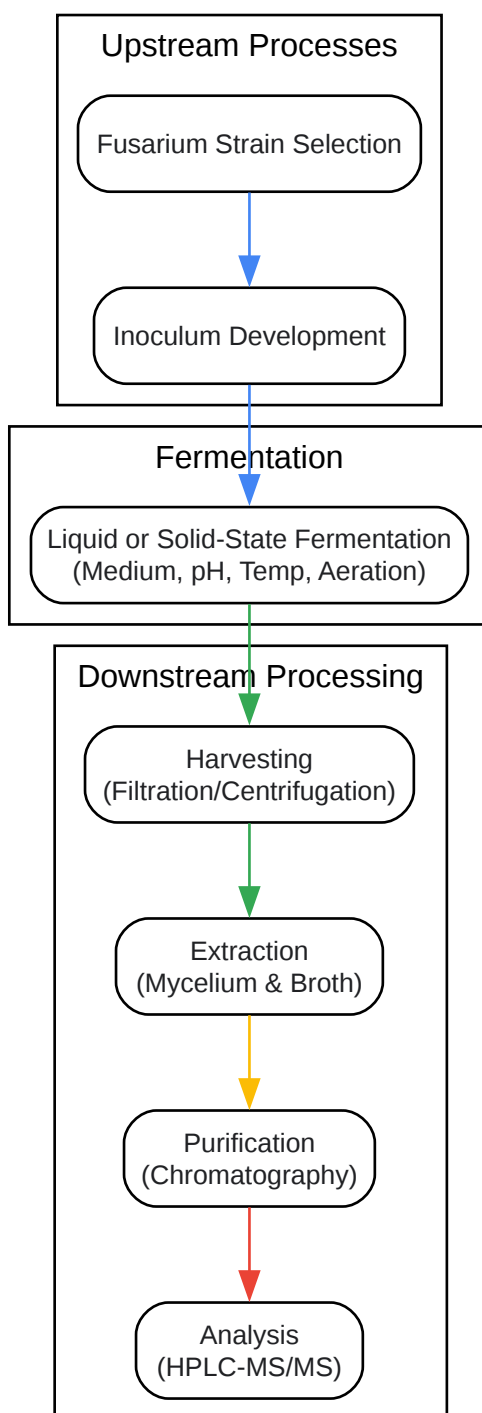 Upstream Processes
Fusarium Strain Selection
Inoculum Development
Fermentation
Liquid or Solid-State Fermentation
(Medium, pH, Temp, Aeration)
Downstream Processing
Harvesting
(Filtration/Centrifugation)
Extraction
(Mycelium & Broth)
Purification
(Chromatography)
Analysis
(HPLC-MS/MS)